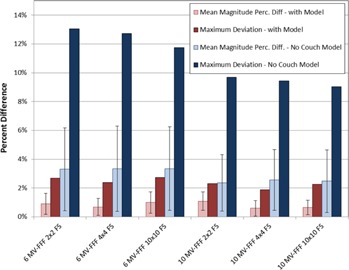 Mean Magnitude Perc. Diff - with Model
Maximum Deviation - with Model
Mean Magnitude Perc. Diff. - No Couch Model
Maximum Deviation - No Couch Model
Percent Difference
14%
12%
10%
8%
6%
4%
2%
0%
6 MV-FFF 2x2 FS
6 MV-FFF 4x4 FS
6 MV-FFF 10x10 FS
10 MV-FFF 2x2 FS
10 MV-FFF 4x4 FS
10 MV-FFF 10x10 FS